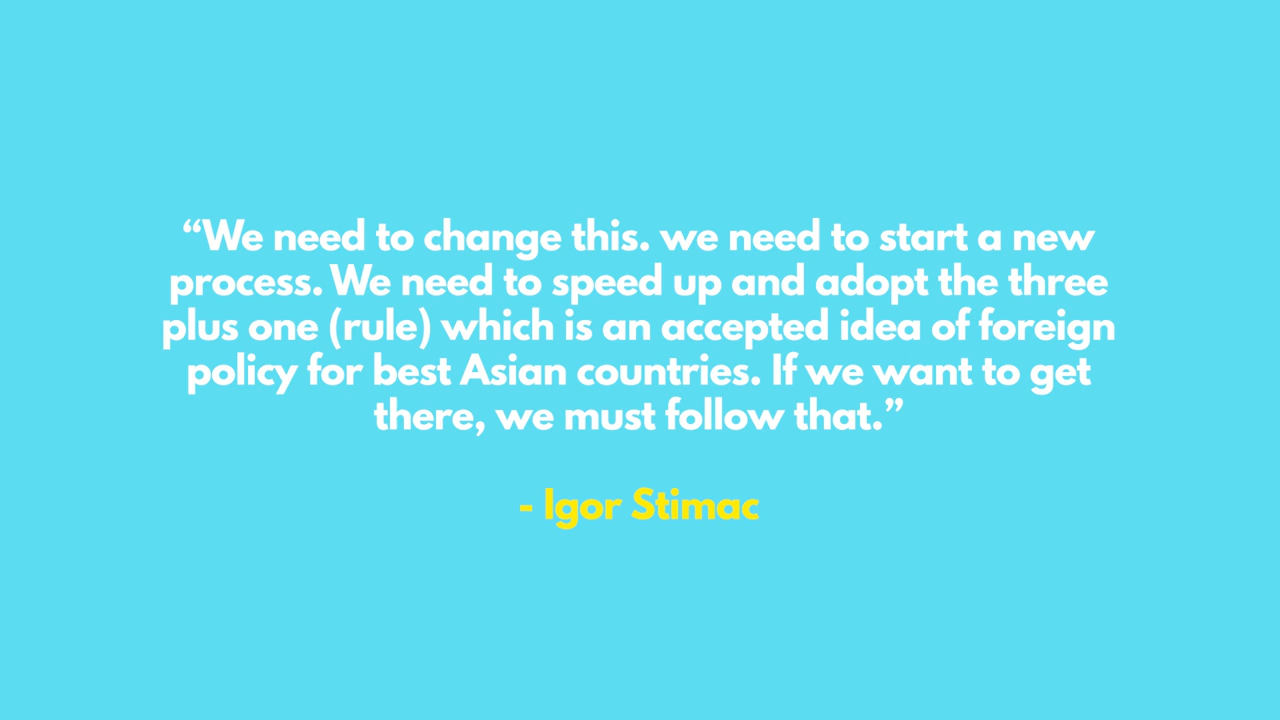 “We need to change this. we need to start a new
process. We need to speed up and adopt the three
plus one (rule) which is an accepted idea of foreign
policy for best Asian countries. If we want to get
there, we must follow that.”
- Igor Stimac